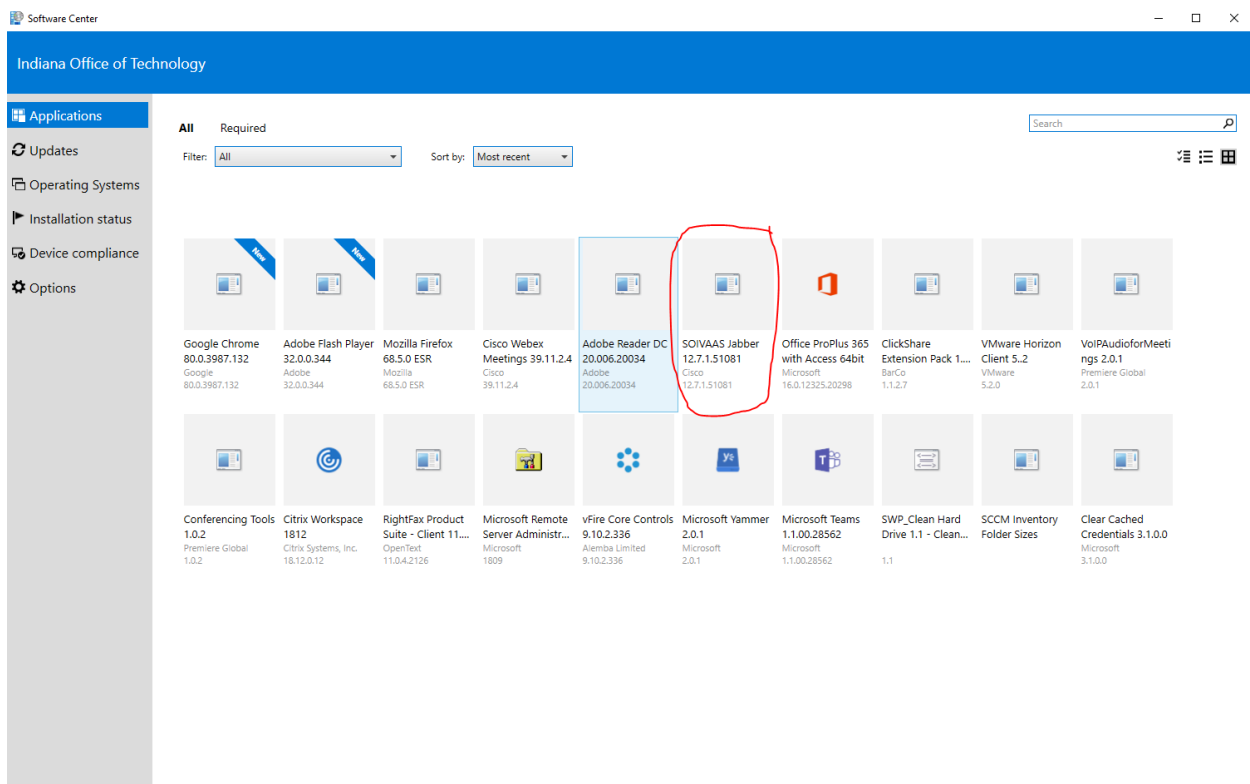 Software Center
Indiana Office of Technology
Applications
Updates
Operating Systems
Installation status
Device compliance
Options
All Required
Search
Filter: All Sort by: Most recent
New New
Google Chrome Adobe Flash Player Mozilla Firefox Cisco Webex Adobe Reader DC SOIVAAS Jabber Office ProPlus 365 ClickShare VMware Horizon VoIPAudioforMeeti
80.0.3987.132 32.0.0.344 68.5.0 ESR Meetings 39.11.2.4 20.006.20034 12.7.1.51081 with Access 64bit Extension Pack 1.... Client 5..2 ngs 2.0.1
Google Adobe Mozilla Cisco Adobe Cisco Microsoft BarCo VMware Premiere Global
80.0.3987.132 32.0.0.344 68.5.0 ESR 39.11.2.4 20.006.20034 12.7.1.51081 16.0.12325.20298 1.1.2.7 5.2.0 2.0.1
Conferencing Tools Citrix Workspace RightFax Product Microsoft Remote vFire Core Controls Microsoft Yammer Microsoft Teams SWP_Clean Hard SCCM Inventory Clear Cached
1.0.2 1812 Suite - Client 11.... Server Administr... 9.10.2.336 2.0.1 1.1.00.28562 Drive 1.1 - Clean... Folder Sizes Credentials 3.1.0.0
Premiere Global Citrix Systems, Inc. OpenText Microsoft Alemba Limited Microsoft Microsoft Microsoft
1.0.2 18.12.0.12 11.0.4.2126 1809 9.10.2.336 2.0.1 1.1.00.28562 1.1 3.1.0.0